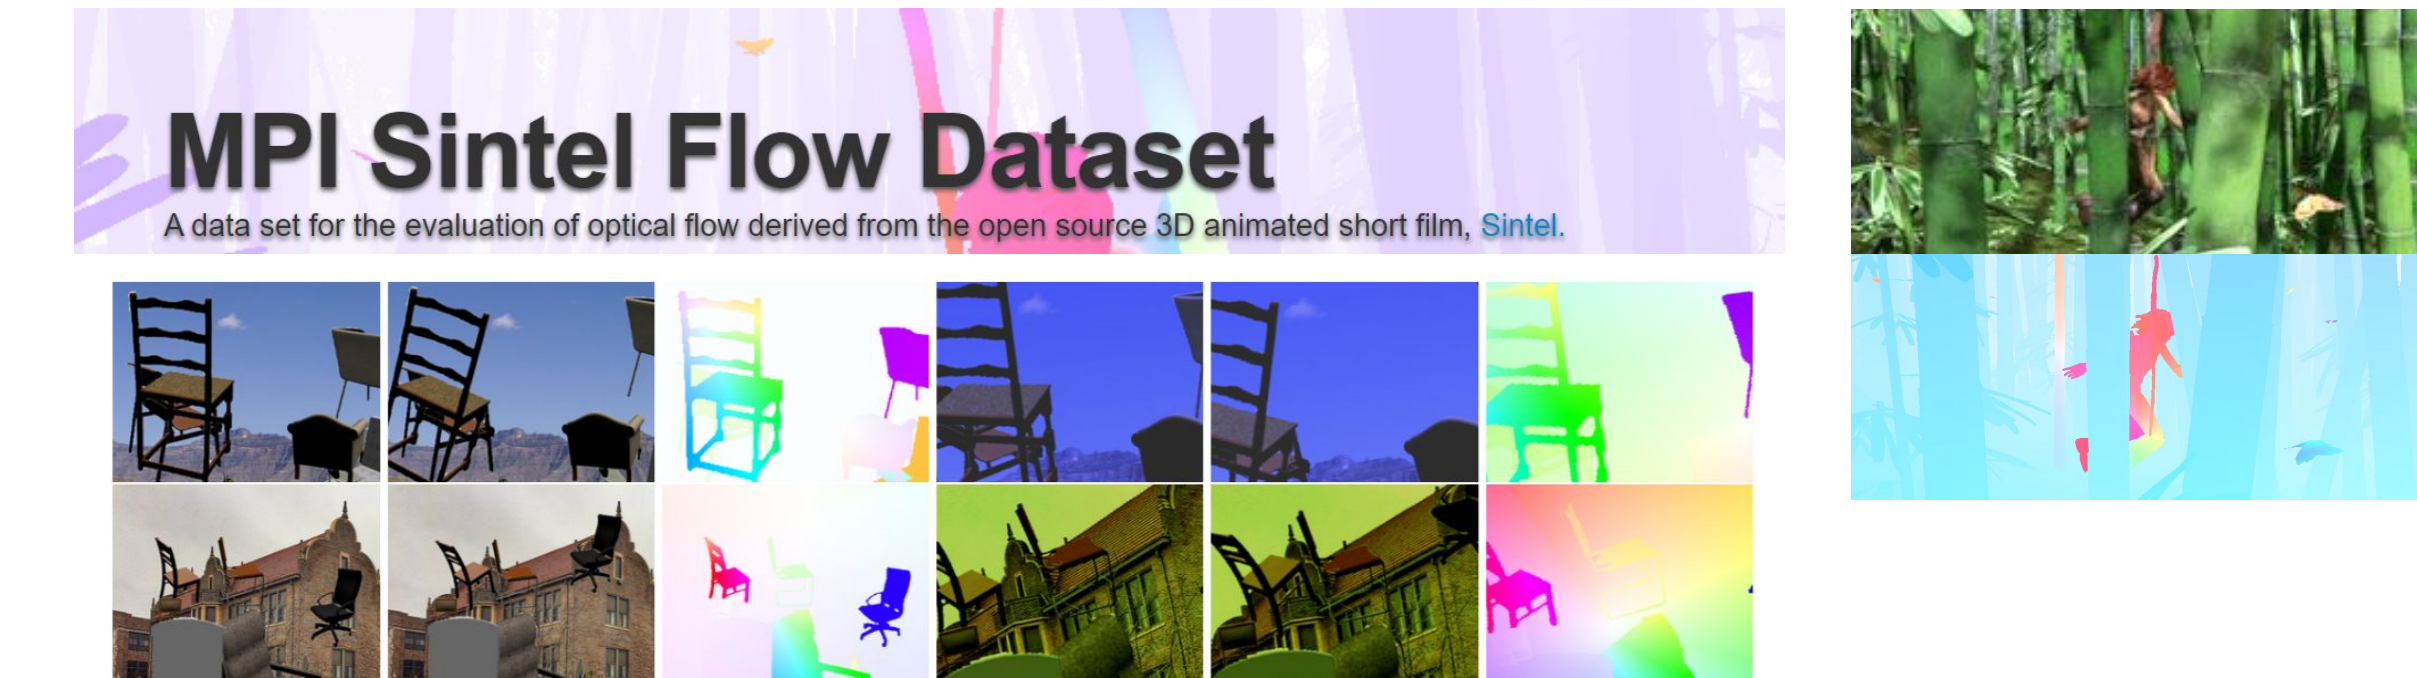 MPI Sintel Flow Dataset
A data set for the evaluation of optical flow derived from the open source 3D animated short film, Sintel.